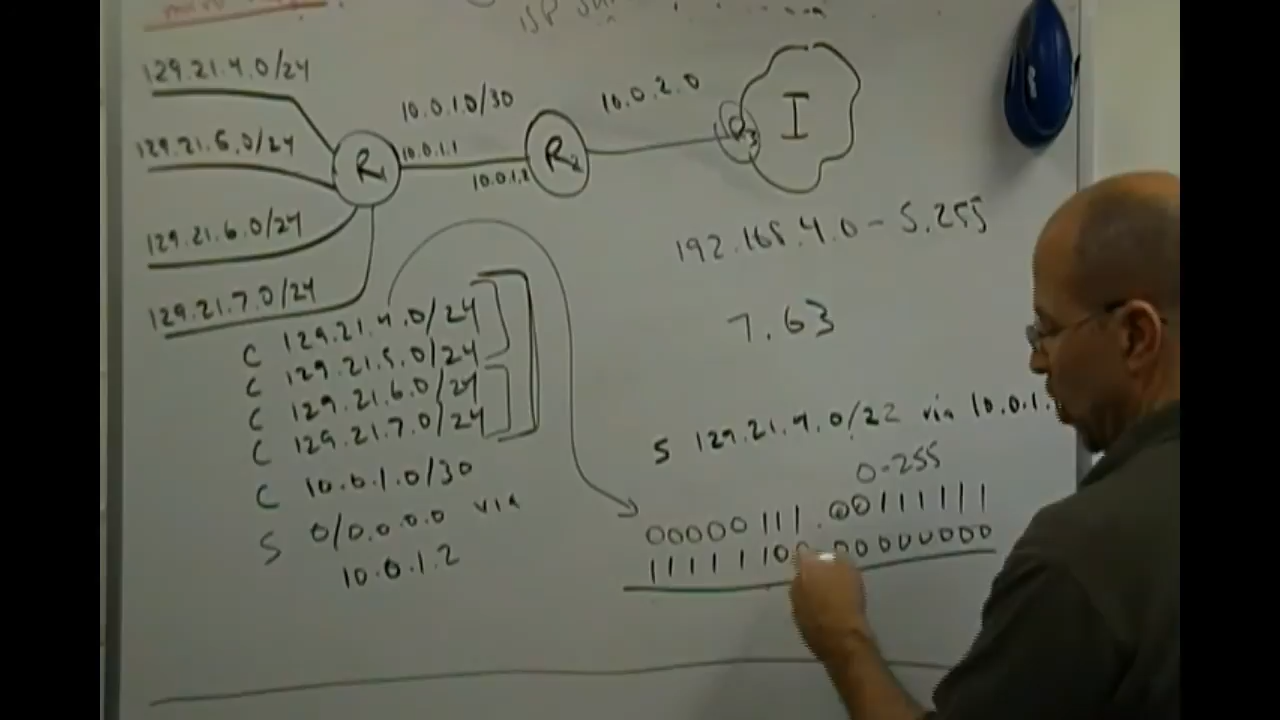 ISP
129.21.4.0/24
10.0.1.0/30
10.0.2.0
129.21.5.0/24
R1
10.0.1.1
10.0.1.2
R2
R3
I
129.21.6.0/24
129.21.7.0/24
192.168.4.0-5.255
7.63
C 129.21.4.0/24
C 129.21.5.0/24
C 129.21.6.0/24
C 129.21.7.0/24
C 10.0.1.0/30
S 0/0.0.0.0 via
10.0.1.2
S 129.21.4.0/22 via 10.0.1.
0-255
00000111.00111111
11111100 00000000